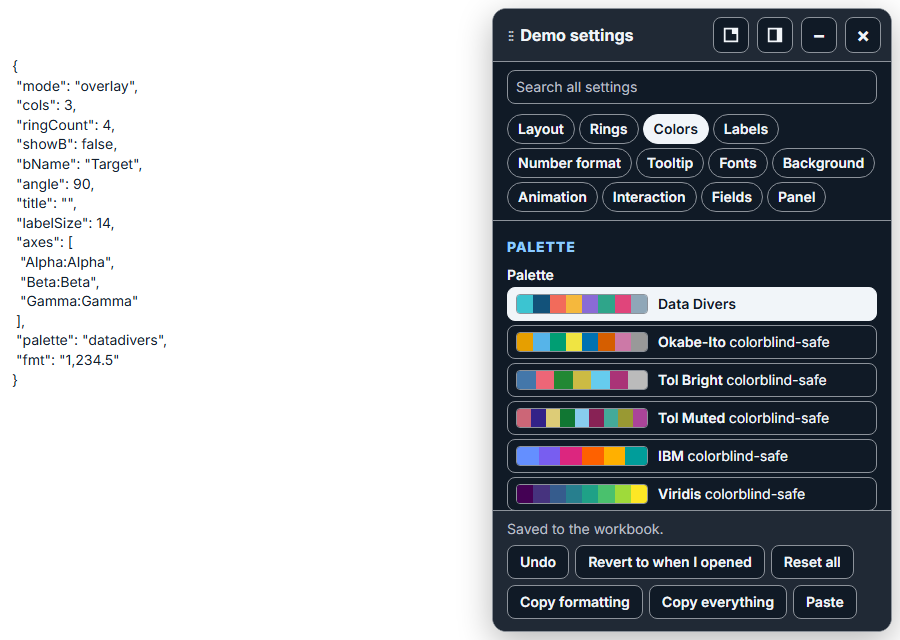 {
"mode": "overlay",
"cols": 3,
"ringCount": 4,
"showB": false,
"bName": "Target",
"angle": 90,
"title": "",
"labelSize": 14,
"axes": [
"Alpha:Alpha",
"Beta:Beta",
"Gamma:Gamma"
],
"palette": "datadivers",
"fmt": "1,234.5"
}
Demo settings
Search all settings
Layout Rings Colors Labels
Number format Tooltip Fonts Background
Animation Interaction Fields Panel
PALETTE
Palette
Data Divers
Okabe-Ito colorblind-safe
Tol Bright colorblind-safe
Tol Muted colorblind-safe
IBM colorblind-safe
Viridis colorblind-safe
Saved to the workbook.
Undo Revert to when I opened Reset all
Copy formatting Copy everything Paste